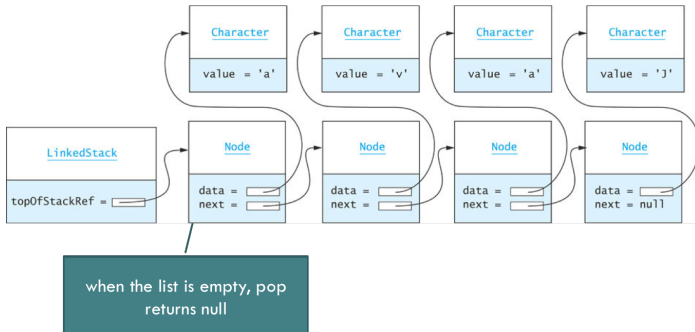 Character
Character
Character
Character
value = 'a'
value = 'v'
value = 'a'
value = 'J'
LinkedStack
Node
Node
Node
Node
topOfStackRef =
data =
next =
data =
next =
data =
next =
data =
next = null
when the list is empty, pop
returns null